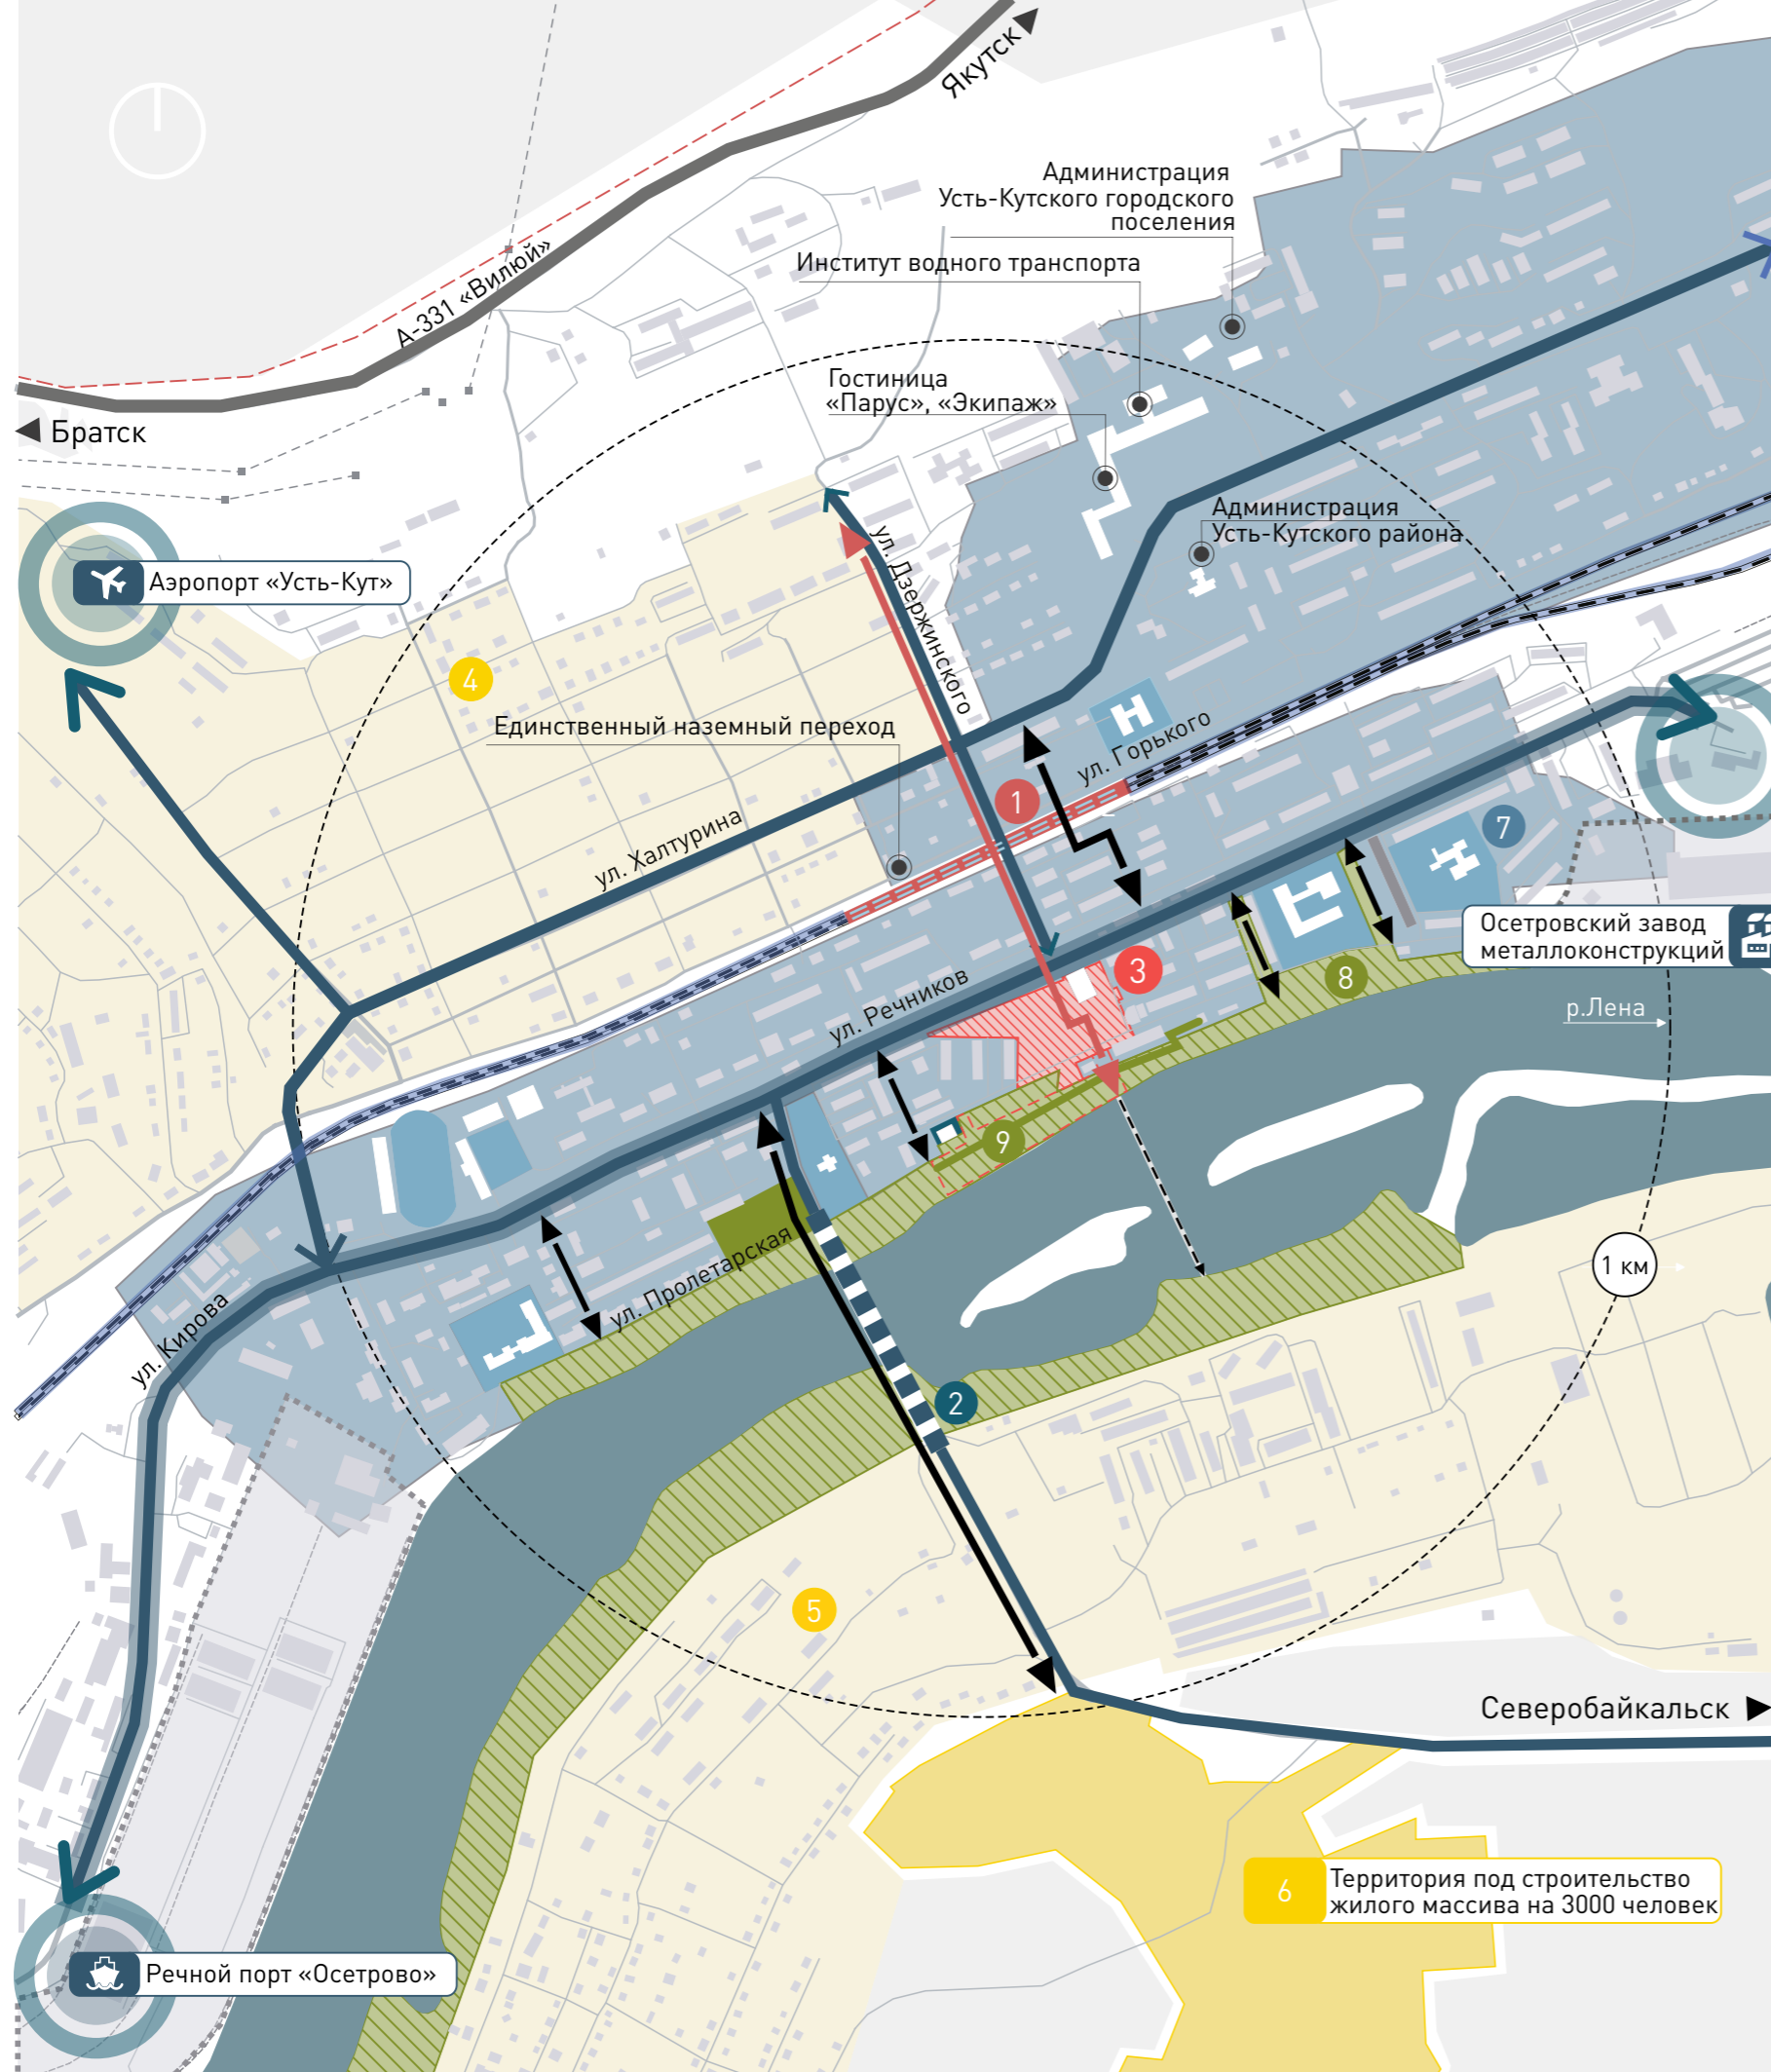 Якутск
А-331 «Вилюй»
Администрация
Усть-Кутского городского
поселения
Институт водного транспорта
Гостиница
«Парус», «Экипаж»
Братск
Администрация
Усть-Кутского района
Аэропорт «Усть-Кут»
ул. Дзержинского
4
Единственный наземный переход
ул. Горького
1
ул. Халтурина
7
Осетровский завод
металлоконструкций
3
8
ул. Речников
р.Лена
9
ул. Пролетарская
1 км
ул. Кирова
2
5
Северобайкальск
6
Территория под строительство
жилого массива на 3000 человек
Речной порт «Осетрово»